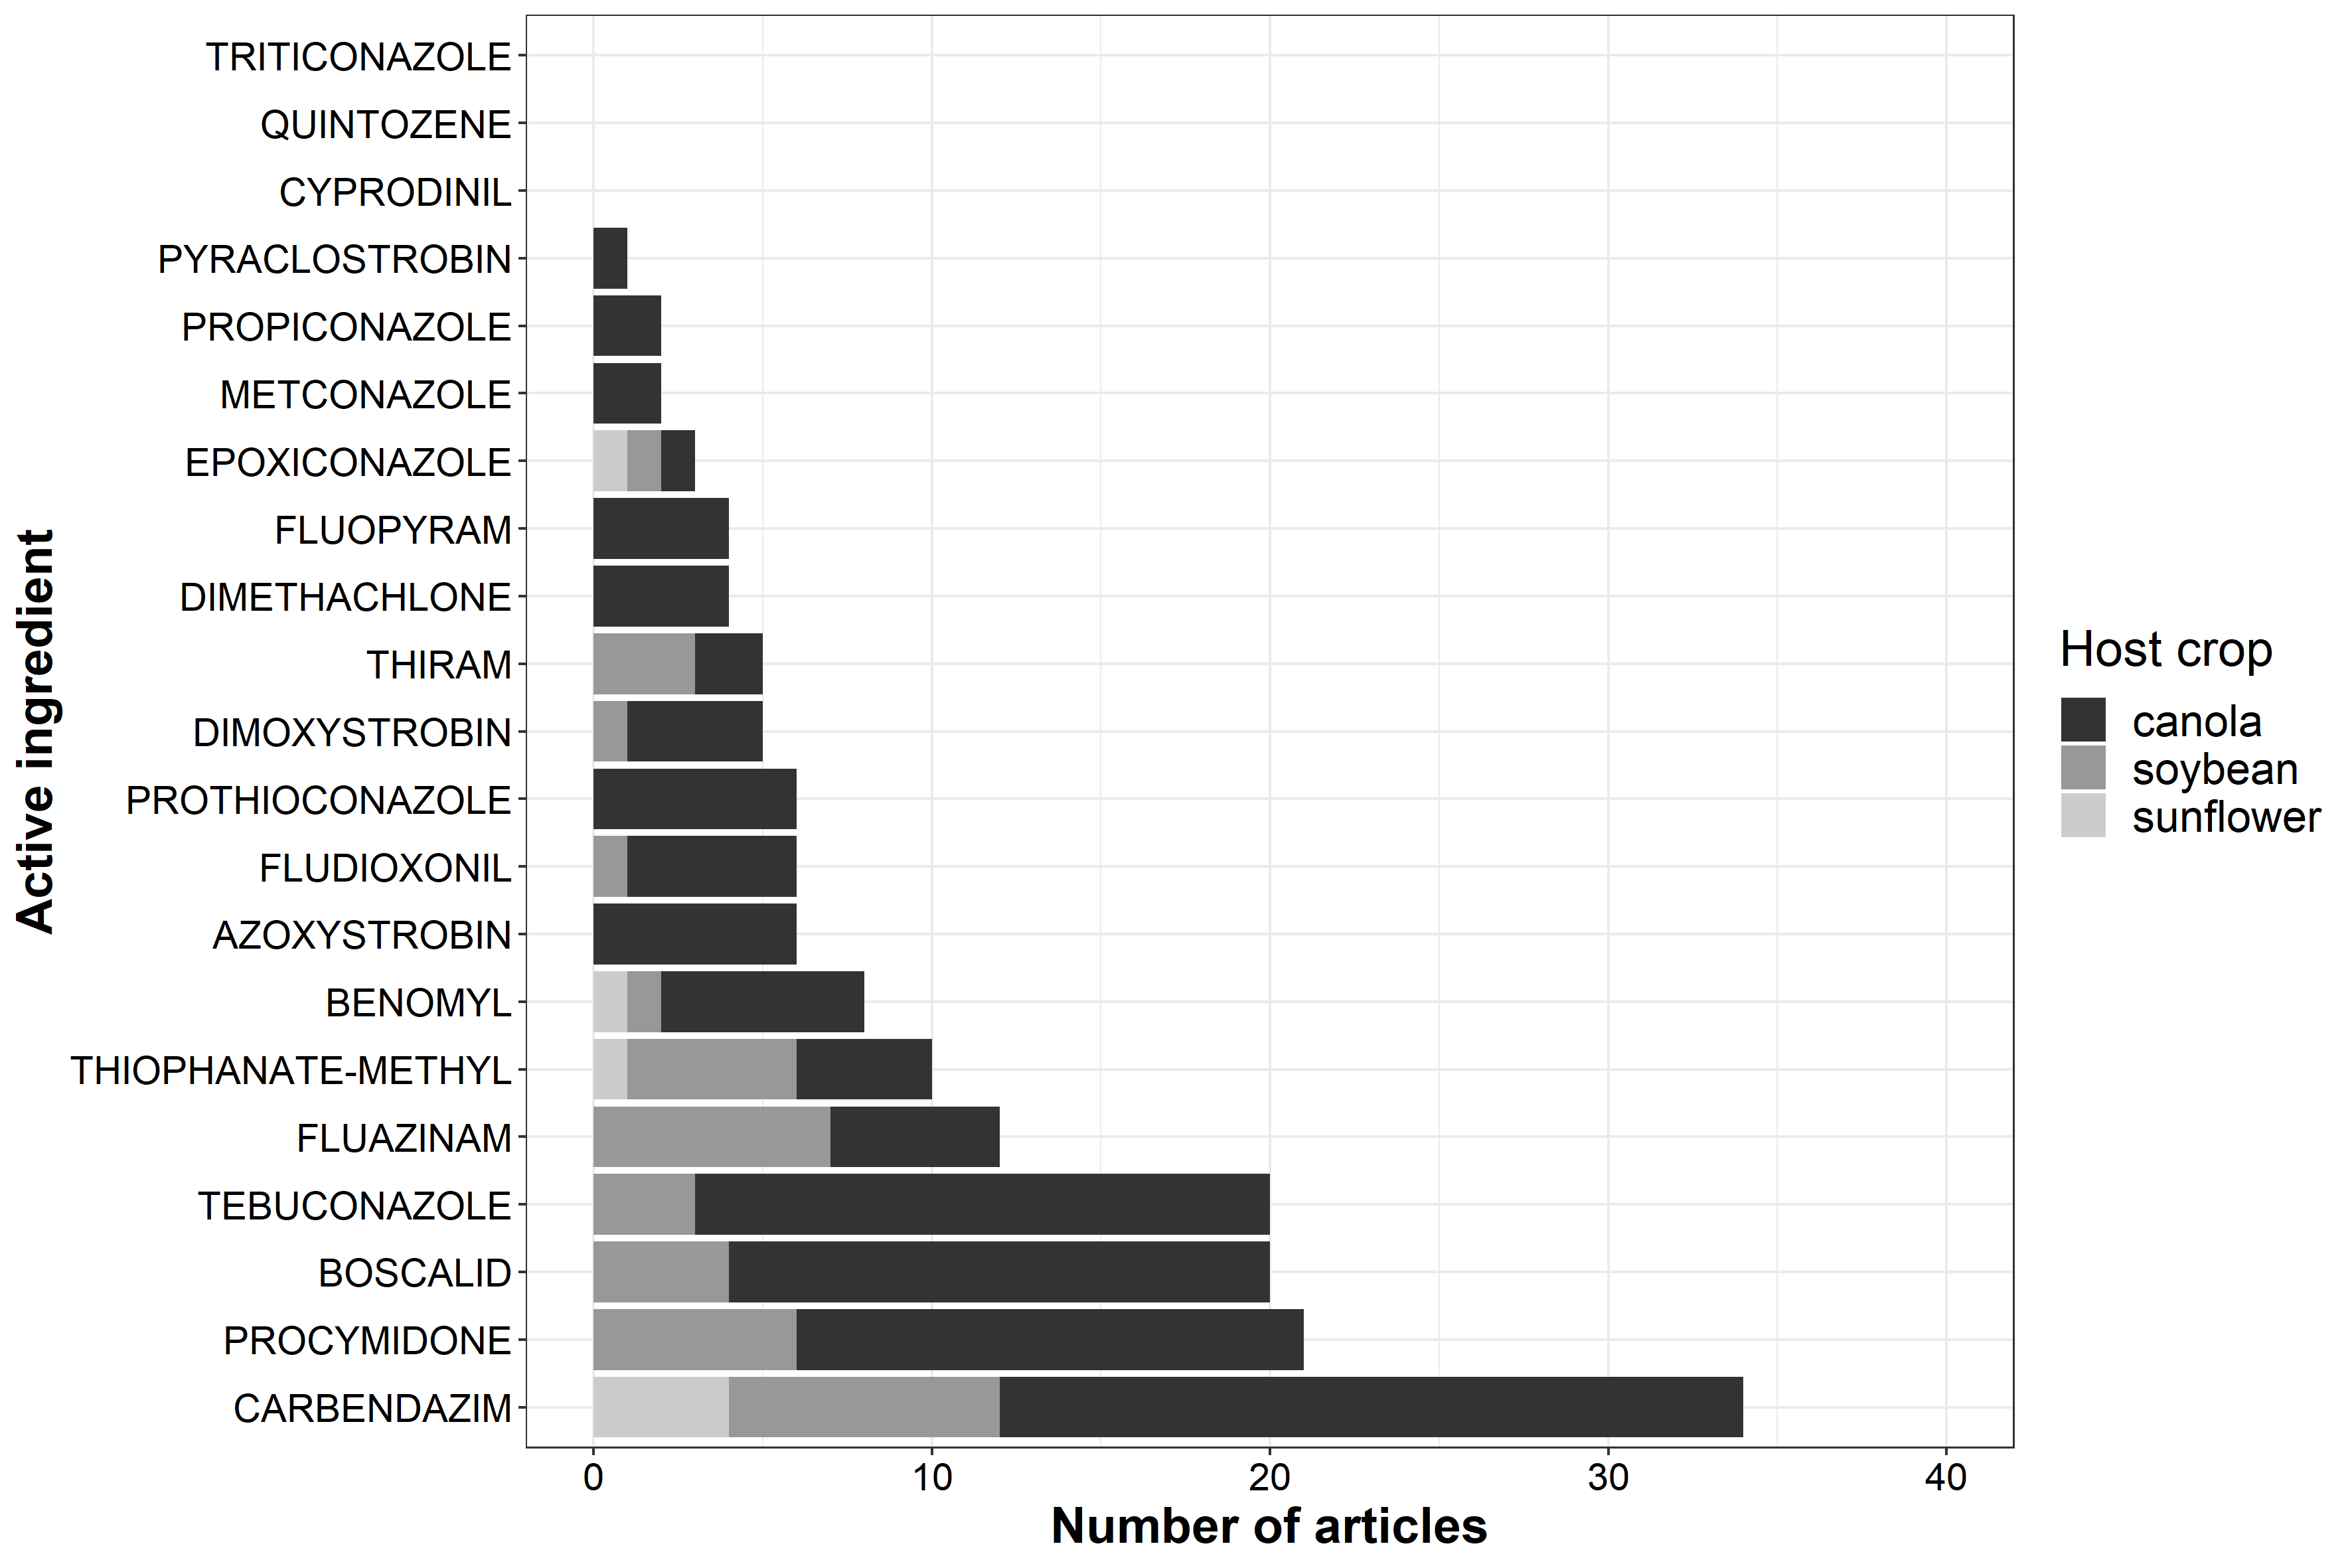 TRITICONAZOLE
QUINTOZENE
CYPRODINIL
PYRACLOSTROBIN
PROPICONAZOLE
METCONAZOLE
EPOXICONAZOLE
FLUOPYRAM
DIMETHACHLONE
THIRAM
DIMOXYSTROBIN
PROTHIOCONAZOLE
FLUDIOXONIL
AZOXYSTROBIN
BENOMYL
THIOPHANATE-METHYL
FLUAZINAM
TEBUCONAZOLE
BOSCALID
PROCYMIDONE
CARBENDAZIM
Active ingredient
0 10 20 30 40
Number of articles
Host crop
canola
soybean
sunflower